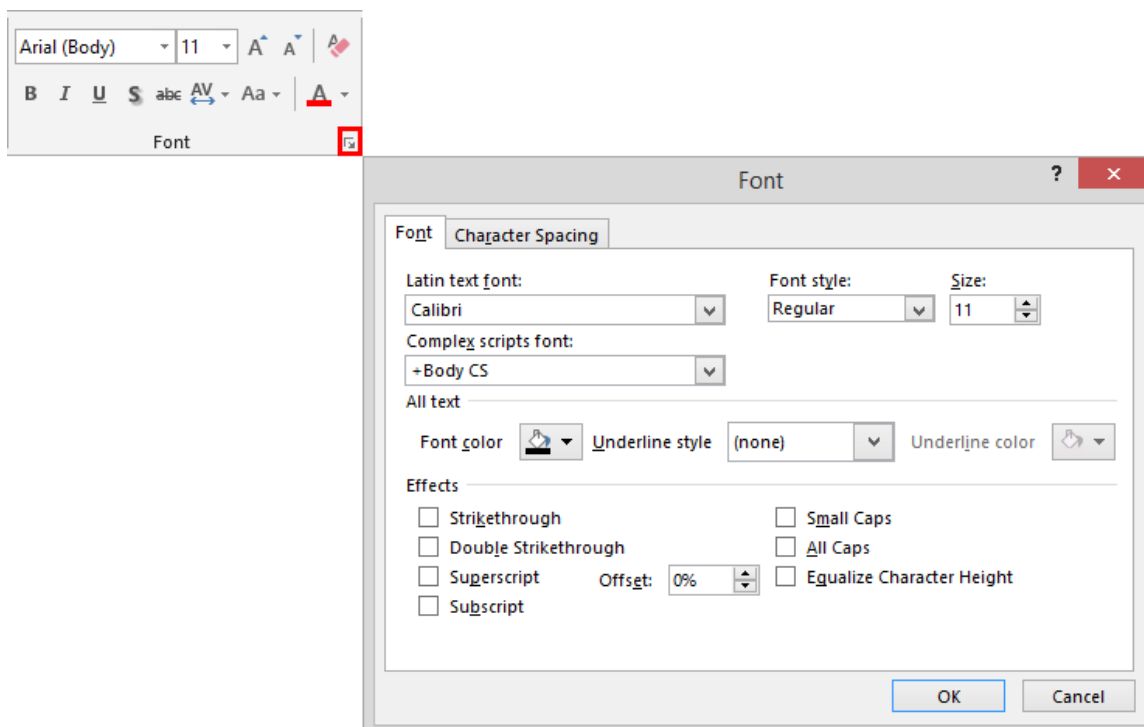 Arial (Body) 11 A A A
B I U S abc AV Aa A
Font
Font ?
Font Character Spacing
Latin text font: Font style: Size:
Calibri Regular 11
Complex scripts font:
+Body CS
All text
Font color Underline style (none) Underline color
Effects
Strikethrough Small Caps
Double Strikethrough All Caps
Superscript Offset: 0% Equalize Character Height
Subscript
OK Cancel